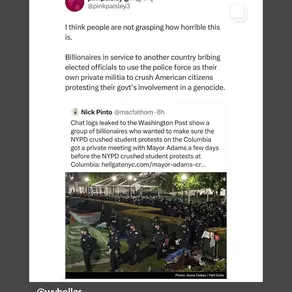 @pinkpaisley3
I think people are not grasping how horrible this
is.
Billionaires in service to another country bribing
elected officials to use the police force as their
own private militia to crush American citizens
protesting their govt's involvement in a genocide.
Nick Pinto @macfathom · 8h
Chat logs leaked to the Washington Post show a
group of billionaires who wanted to make sure the
NYPD crushed student protests on the Columbia
got a private meeting with Mayor Adams a few days
before the NYPD crushed student protests at
Columbia: hellgatenyc.com/mayor-adams-cr...
Photo: Annie Oakes / Hell Gate